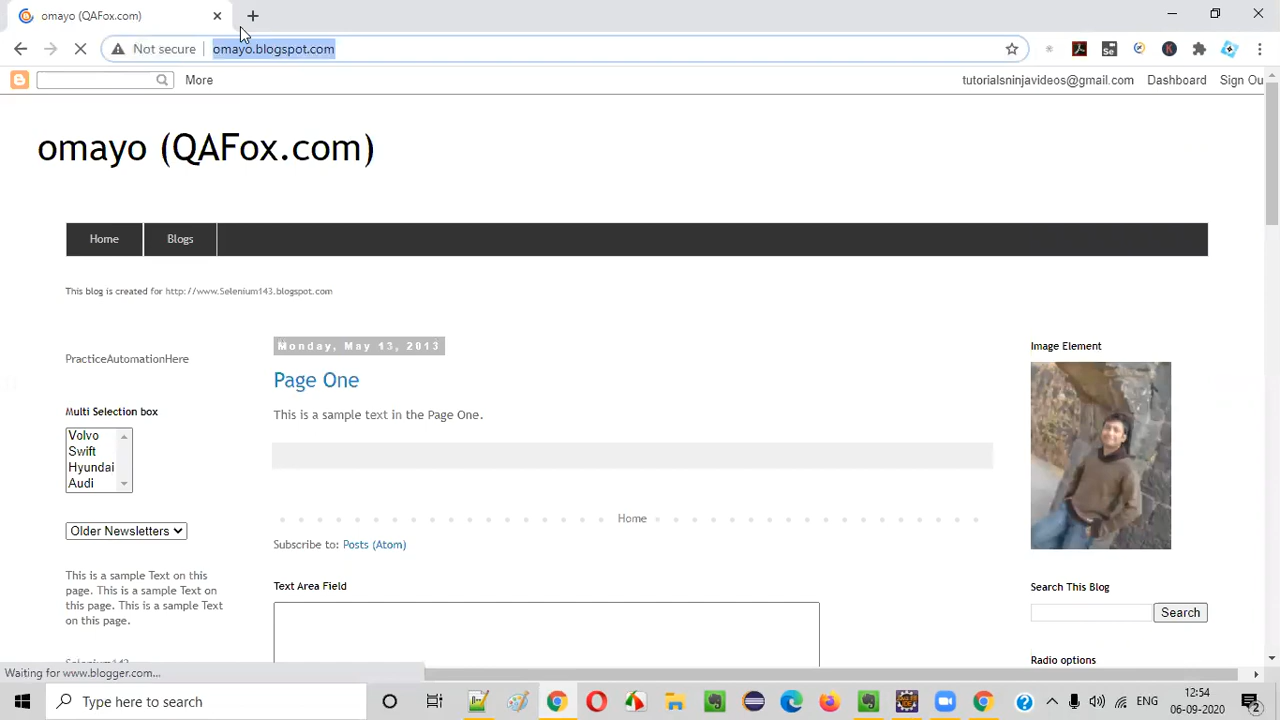 omayo (QAFox.com)
Not secure
omayo.blogspot.com
More
tutorialsninjavideos@gmail.com
Dashboard
Sign Ou
omayo (QAFox.com)
Home
Blogs
This blog is created for http://www.Selenium143.blogspot.com
PracticeAutomationHere
Multi Selection box
Volvo
Swift
Hyundai
Audi
Older Newsletters
This is a sample Text on this
page. This is a sample Text on
this page. This is a sample Text
on this page.
Selenium143
Monday, May 13, 2013
Page One
This is a sample text in the Page One.
Home
Subscribe to: Posts (Atom)
Text Area Field
Image Element
Search This Blog
Search
Radio options
Waiting for www.blogger.com...
Type here to search
ENG
12:54
06-09-2020
2